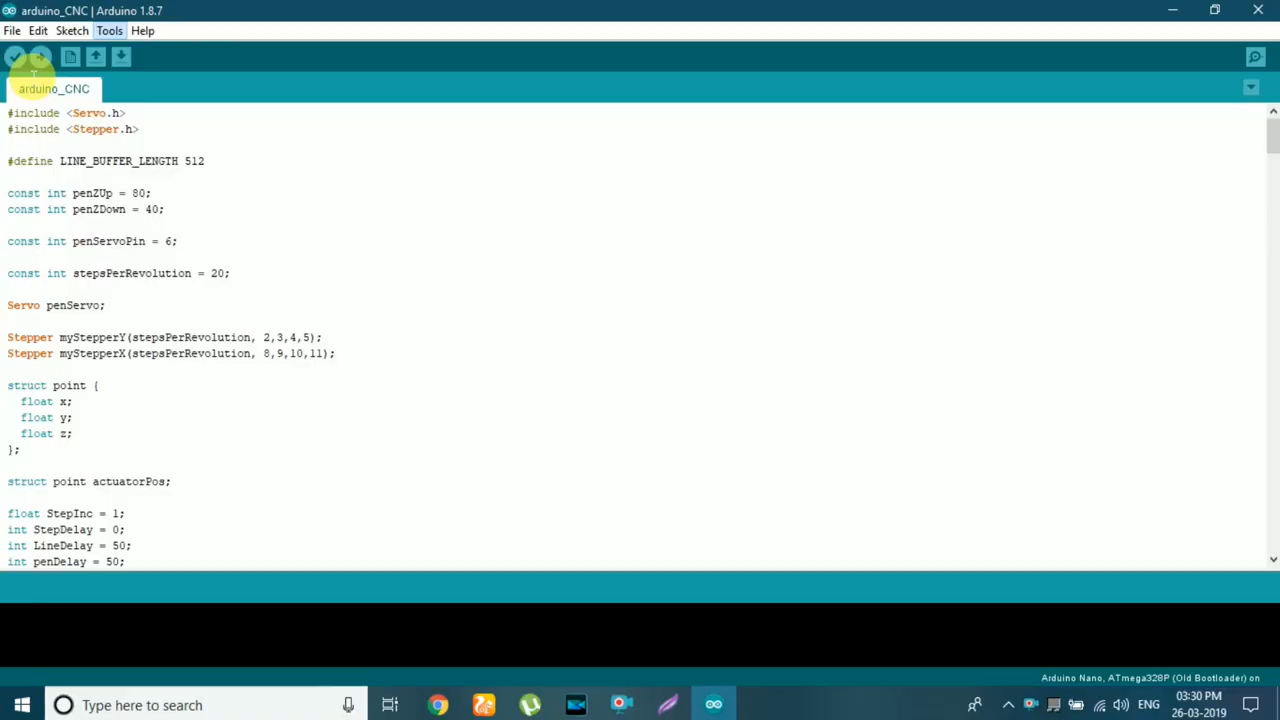 arduino_CNC | Arduino 1.8.7
File Edit Sketch Tools Help
arduino_CNC
#include <Servo.h>
#include <Stepper.h>
#define LINE_BUFFER_LENGTH 512
const int penZUp = 80;
const int penZDown = 40;
const int penServoPin = 6;
const int stepsPerRevolution = 20;
Servo penServo;
Stepper myStepperY(stepsPerRevolution, 2,3,4,5);
Stepper myStepperX(stepsPerRevolution, 8,9,10,11);
struct point {
float x;
float y;
float z;
};
struct point actuatorPos;
float StepInc = 1;
int StepDelay = 0;
int LineDelay = 50;
int penDelay = 50;
Arduino Nano, ATmega328P (Old Bootloader) on
Type here to search
ENG
03:30 PM
26-03-2019